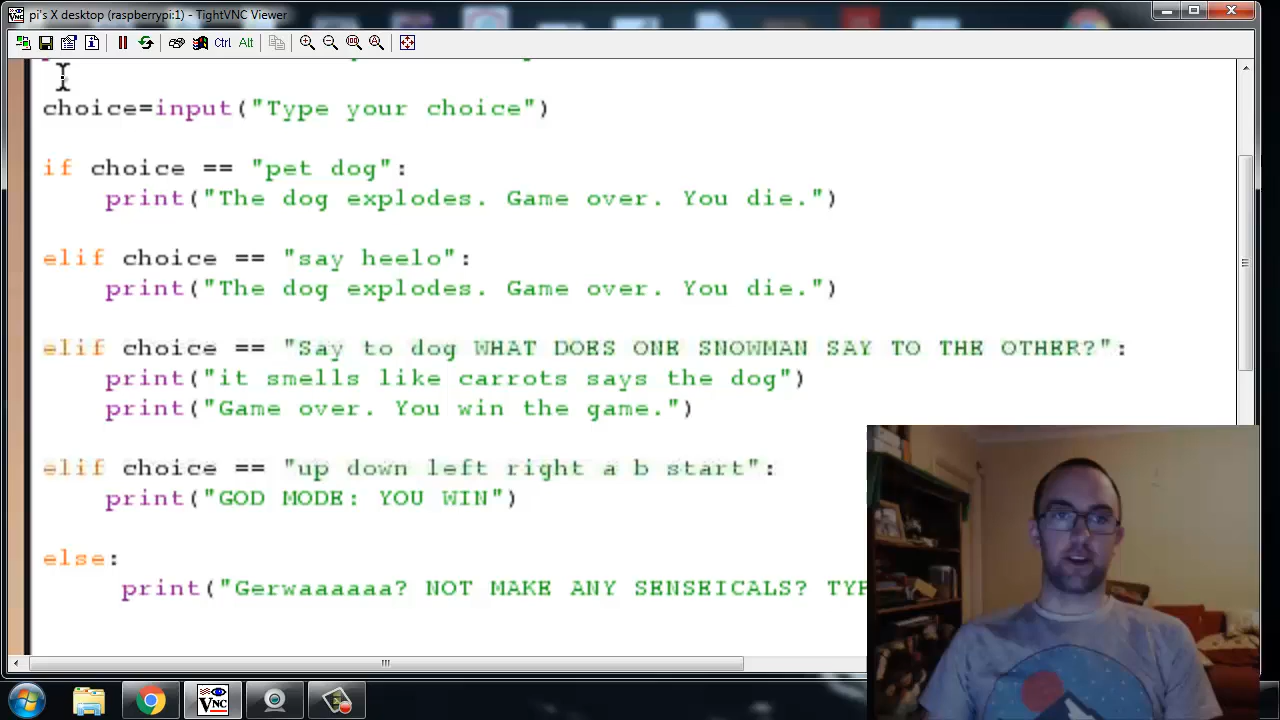 pi's X desktop (raspberrypi:1) - TightVNC Viewer
Ctrl Alt
choice=input("Type your choice")
if choice == "pet dog":
print("The dog explodes. Game over. You die.")
elif choice == "say heelo":
print("The dog explodes. Game over. You die.")
elif choice == "Say to dog WHAT DOES ONE SNOWMAN SAY TO THE OTHER?":
print("it smells like carrots says the dog")
print("Game over. You win the game.")
elif choice == "up down left right a b start":
print("GOD MODE: YOU WIN")
else:
print("Gerwaaaaaa? NOT MAKE ANY SENSEICALS? TYP